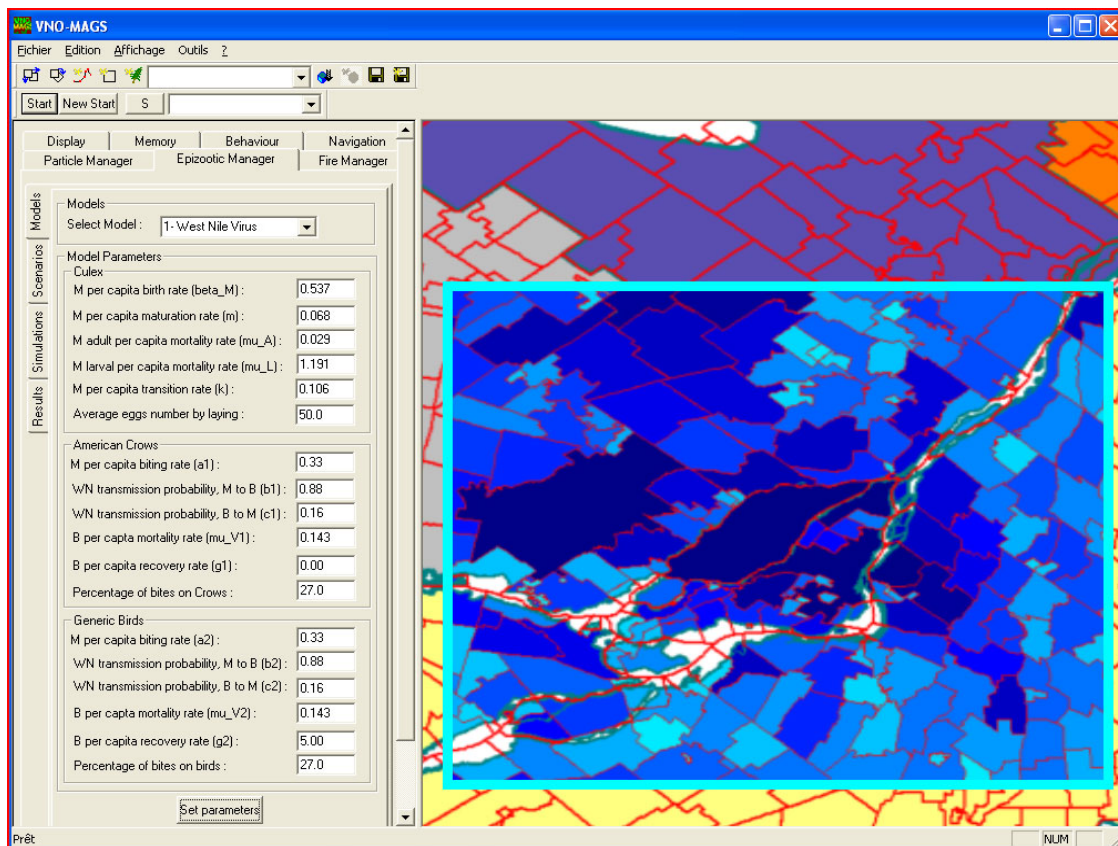 VNO-MAGS
Fichier Edition Affichage Outils ?
Start New Start S
Display Memory Behaviour Navigation
Particle Manager Epizootic Manager Fire Manager
Models
Scenarios
Simulations
Results
Models
Select Model : 1- West Nile Virus
Model Parameters
Culex
M per capita birth rate (beta_M) : 0.537
M per capita maturation rate (m) : 0.068
M adult per capita mortality rate (mu_A) : 0.029
M larval per capita mortality rate (mu_L) : 1.191
M per capita transition rate (k) : 0.106
Average eggs number by laying : 50.0
American Crows
M per capita biting rate (a1) : 0.33
WN transmission probability, M to B (b1) : 0.88
WN transmission probability, B to M (c1) : 0.16
B per capta mortality rate (mu_V1) : 0.143
B per capita recovery rate (g1) : 0.00
Percentage of bites on Crows : 27.0
Generic Birds
M per capita biting rate (a2) : 0.33
WN transmission probability, M to B (b2) : 0.88
WN transmission probability, B to M (c2) : 0.16
B per capta mortality rate (mu_V2) : 0.143
B per capita recovery rate (g2) : 5.00
Percentage of bites on birds : 27.0
Set parameters
Prêt NUM